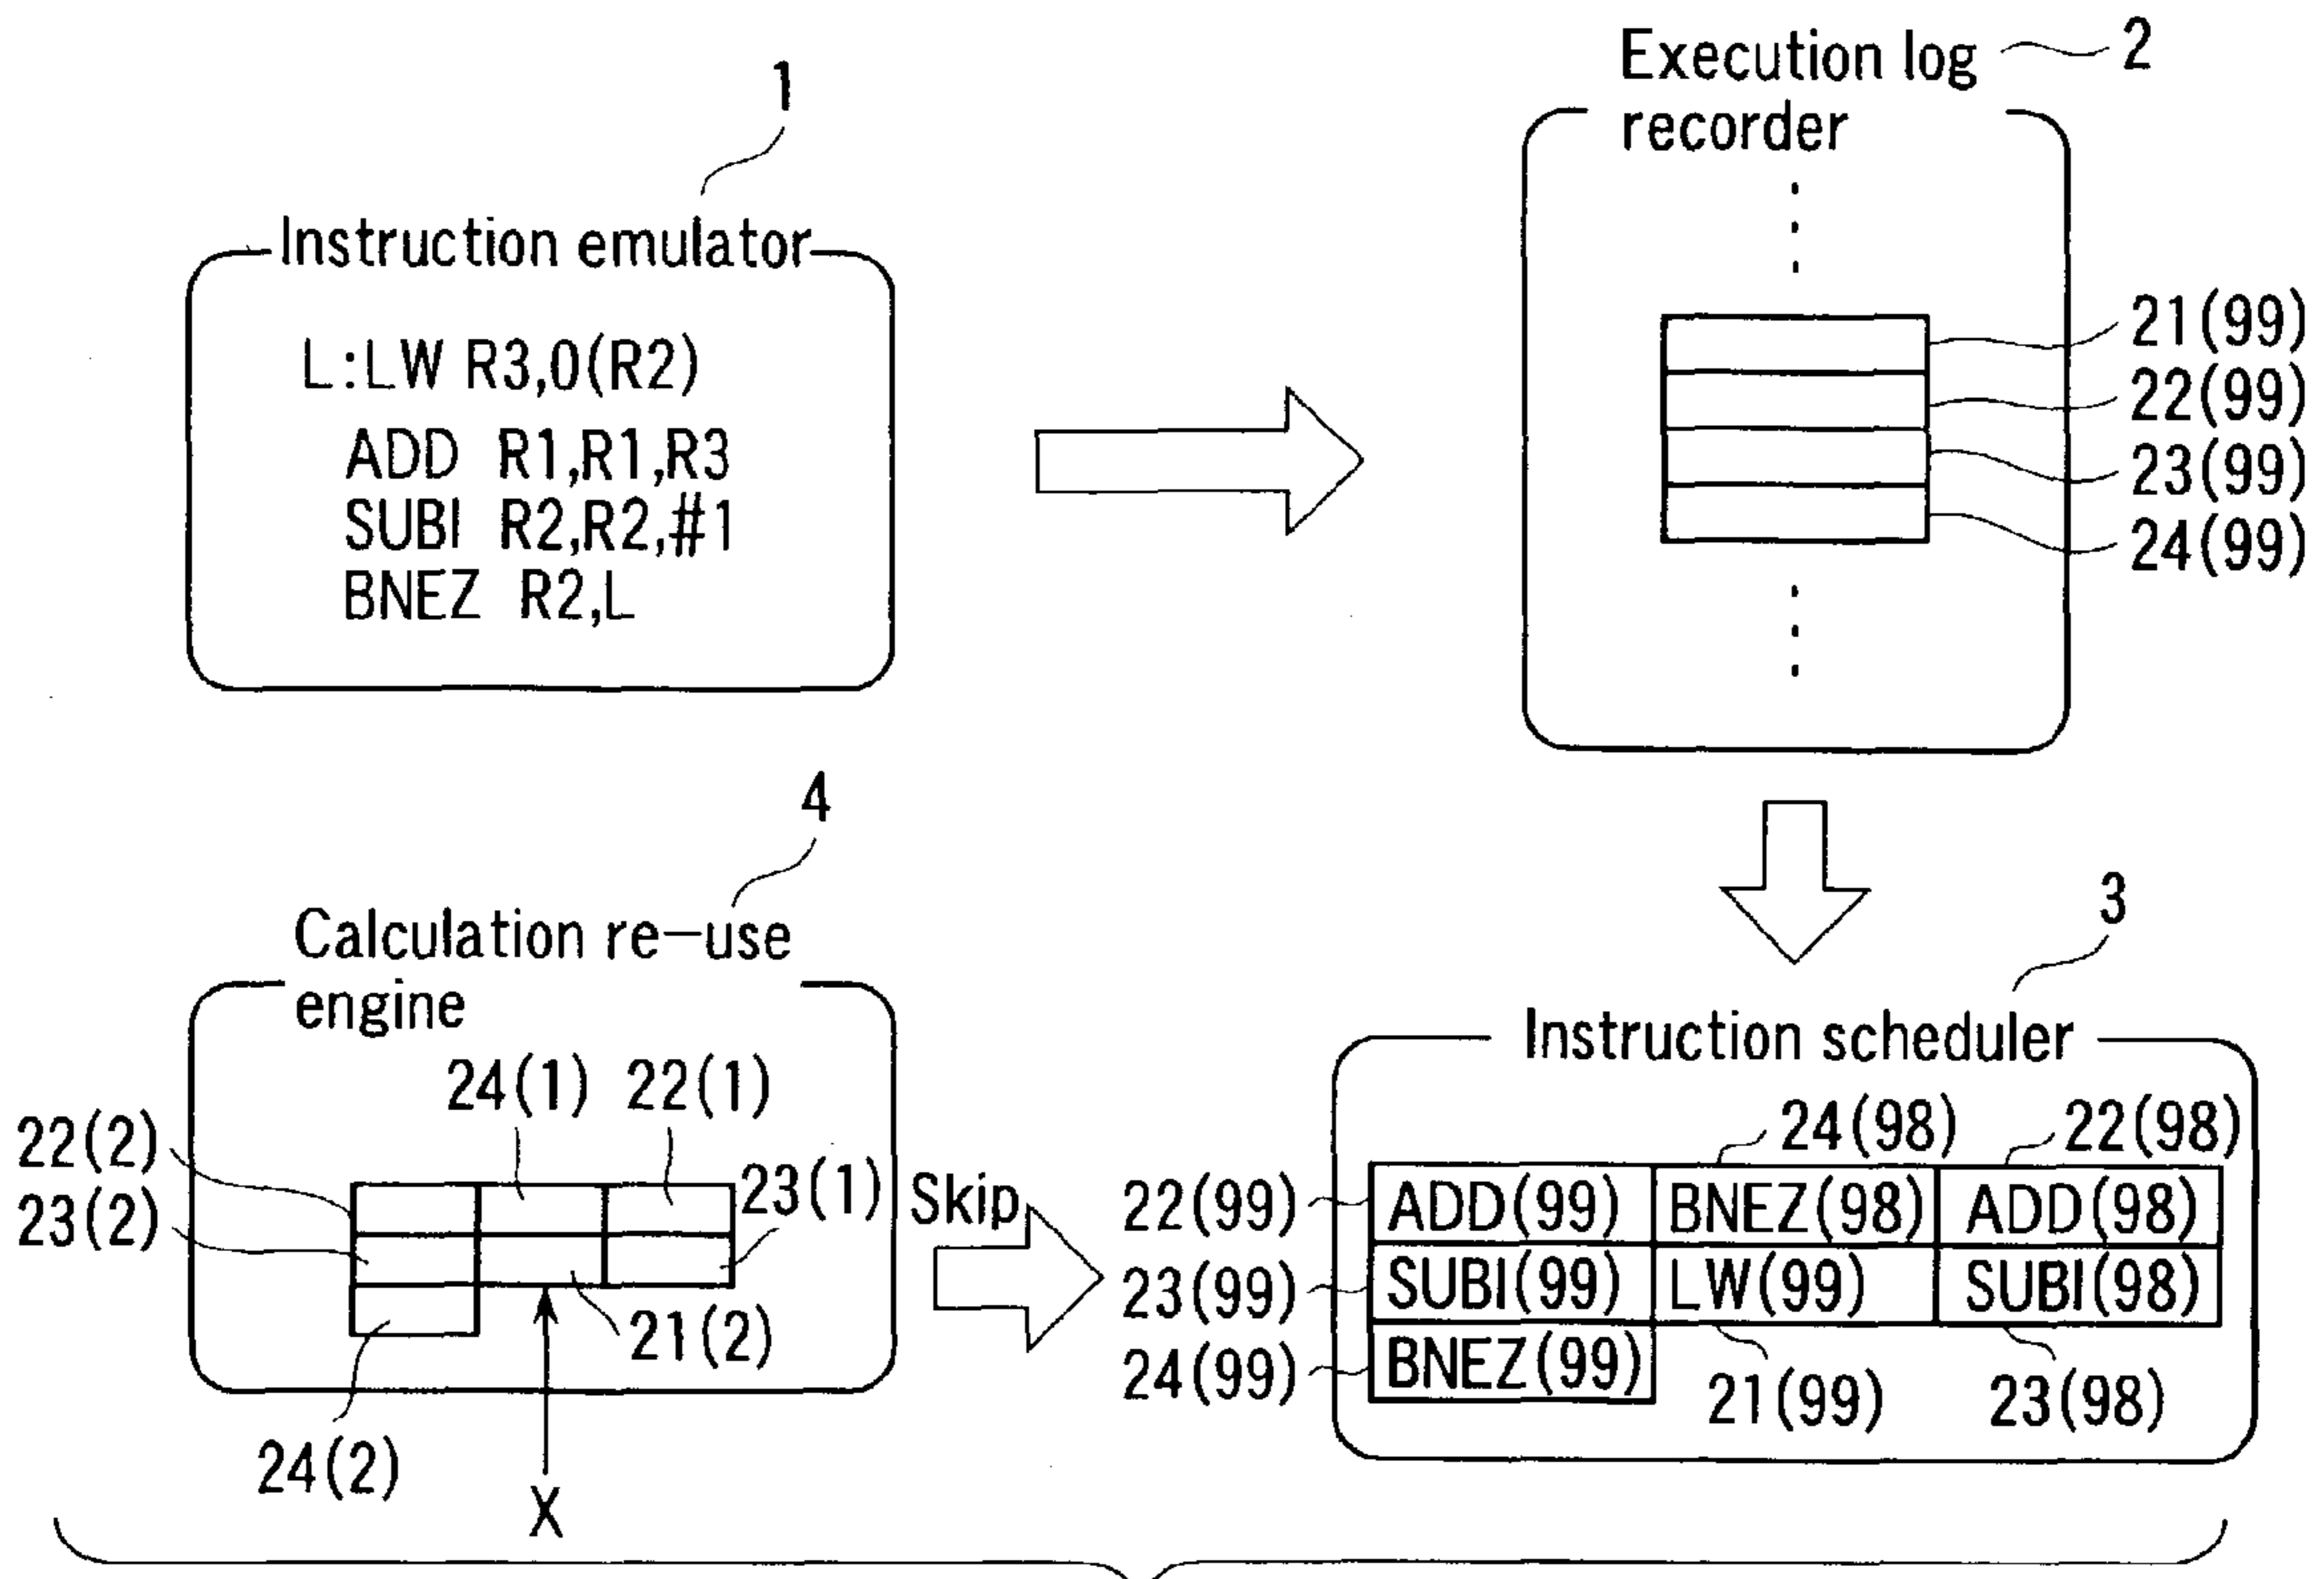 1
Instruction emulator
L:LW R3,0(R2)
ADD R1,R1,R3
SUBI R2,R2,#1
BNEZ R2,L
Execution log
recorder
2
21(99)
22(99)
23(99)
24(99)
4
Calculation re-use
engine
24(1) 22(1)
22(2)
23(2)
23(1)
21(2)
24(2)
X
Skip
3
Instruction scheduler
24(98) 22(98)
22(99) ADD(99) BNEZ(98) ADD(98)
23(99) SUBI(99) LW(99) SUBI(98)
24(99) BNEZ(99)
21(99) 23(98)